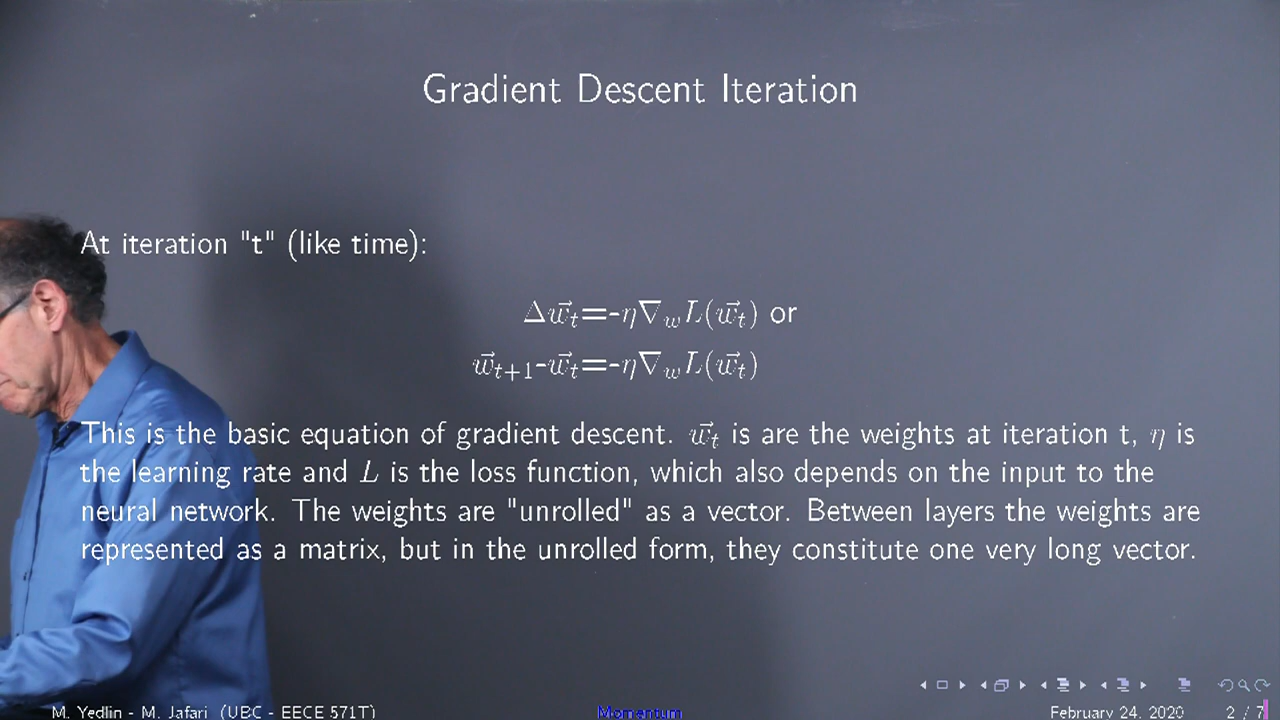 Gradient Descent Iteration
At iteration "t" (like time):
Δw⃗ₜ=-η∇_w L(w⃗ₜ) or
w⃗ₜ₊₁-w⃗ₜ=-η∇_w L(w⃗ₜ)
This is the basic equation of gradient descent. w⃗ₜ is are the weights at iteration t, η is
the learning rate and L is the loss function, which also depends on the input to the
neural network. The weights are "unrolled" as a vector. Between layers the weights are
represented as a matrix, but in the unrolled form, they constitute one very long vector.
M. Yedlin - M. Jafari (UBC - EECE 571T) Momentum February 24, 2020 2 / 7